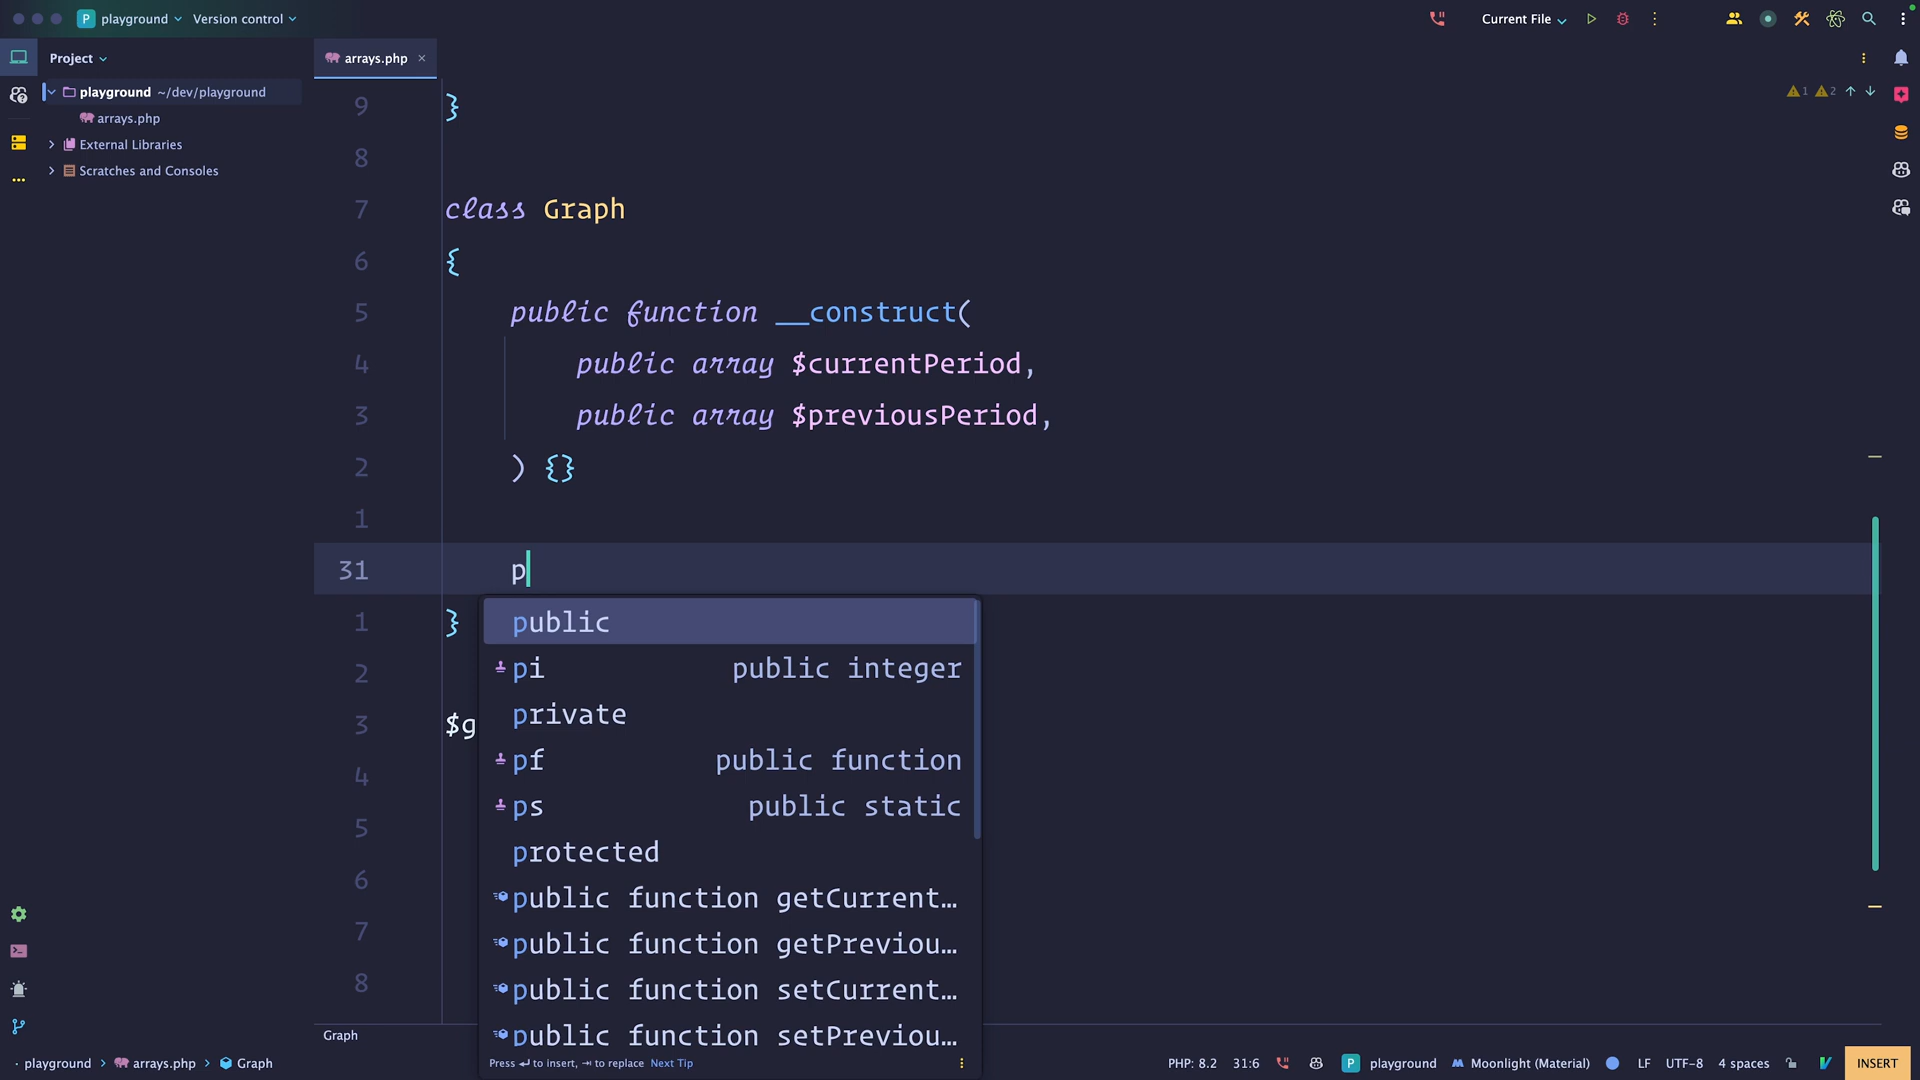 P playground Version control
Current File
Project
arrays.php
playground ~/dev/playground
arrays.php
External Libraries
Scratches and Consoles
1 2
9 }
8
7 class Graph
6 {
5 public function __construct(
4 public array $currentPeriod,
3 public array $previousPeriod,
2 ) {}
1
31 p
1 }
2
3 $g
4
5
6
7
8
public
pi public integer
private
pf public function
ps public static
protected
public function getCurrent…
public function getPreviou…
public function setCurrent…
public function setPreviou…
Press ↵ to insert, ⇥ to replace Next Tip
Graph
playground > arrays.php > Graph
PHP: 8.2 31:6 P playground Moonlight (Material) LF UTF-8 4 spaces INSERT